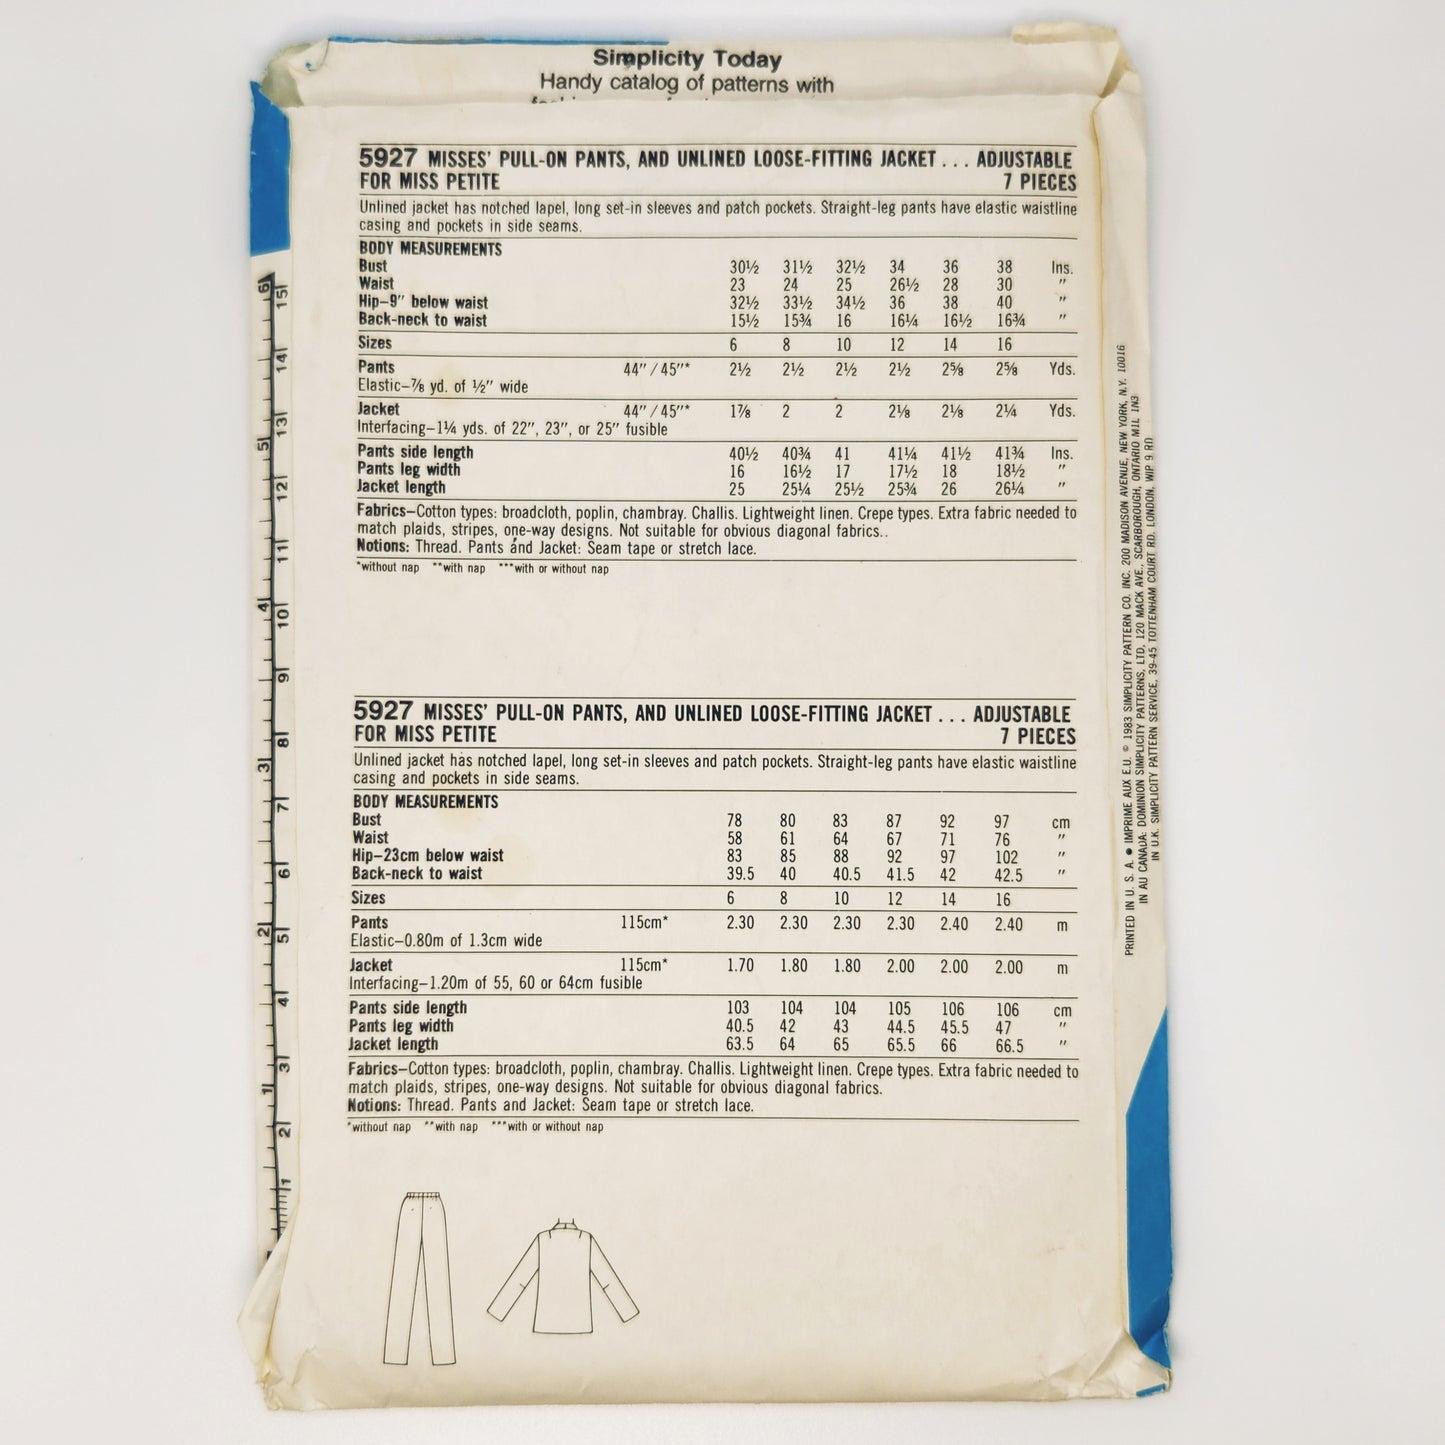 Simplicity Today
Handy catalog of patterns with
5927 MISSES' PULL-ON PANTS, AND UNLINED LOOSE-FITTING JACKET . . . ADJUSTABLE
FOR MISS PETITE 7 PIECES
Unlined jacket has notched lapel, long set-in sleeves and patch pockets. Straight-leg pants have elastic waistline
casing and pockets in side seams.
BODY MEASUREMENTS
Bust 30½ 31½ 32½ 34 36 38 Ins.
Waist 23 24 25 26½ 28 30 "
Hip–9" below waist 32½ 33½ 34½ 36 38 40 "
Back-neck to waist 15½ 15¾ 16 16¼ 16½ 16¾ "
Sizes 6 8 10 12 14 16
Pants 44"/45"* 2½ 2½ 2½ 2½ 2⅝ 2⅝ Yds.
Elastic–⅞ yd. of ½" wide
Jacket 44"/45"* 1⅞ 2 2 2⅛ 2⅛ 2¼ Yds.
Interfacing–1¼ yds. of 22", 23", or 25" fusible
Pants side length 40½ 40¾ 41 41¼ 41½ 41¾ Ins.
Pants leg width 16 16½ 17 17½ 18 18½ "
Jacket length 25 25¼ 25½ 25¾ 26 26¼ "
Fabrics–Cotton types: broadcloth, poplin, chambray. Challis. Lightweight linen. Crepe types. Extra fabric needed to
match plaids, stripes, one-way designs. Not suitable for obvious diagonal fabrics..
Notions: Thread. Pants and Jacket: Seam tape or stretch lace.
*without nap **with nap ***with or without nap
5927 MISSES' PULL-ON PANTS, AND UNLINED LOOSE-FITTING JACKET . . . ADJUSTABLE
FOR MISS PETITE 7 PIECES
Unlined jacket has notched lapel, long set-in sleeves and patch pockets. Straight-leg pants have elastic waistline
casing and pockets in side seams.
BODY MEASUREMENTS
Bust 78 80 83 87 92 97 cm
Waist 58 61 64 67 71 76 "
Hip–23cm below waist 83 85 88 92 97 102 "
Back-neck to waist 39.5 40 40.5 41.5 42 42.5 "
Sizes 6 8 10 12 14 16
Pants 115cm* 2.30 2.30 2.30 2.30 2.40 2.40 m
Elastic–0.80m of 1.3cm wide
Jacket 115cm* 1.70 1.80 1.80 2.00 2.00 2.00 m
Interfacing–1.20m of 55, 60 or 64cm fusible
Pants side length 103 104 104 105 106 106 cm
Pants leg width 40.5 42 43 44.5 45.5 47 "
Jacket length 63.5 64 65 65.5 66 66.5 "
Fabrics–Cotton types: broadcloth, poplin, chambray. Challis. Lightweight linen. Crepe types. Extra fabric needed to
match plaids, stripes, one-way designs. Not suitable for obvious diagonal fabrics.
Notions: Thread. Pants and Jacket: Seam tape or stretch lace.
*without nap **with nap ***with or without nap
PRINTED IN U. S. A. ● IMPRIME AUX E.U. © 1983 SIMPLICITY PATTERN CO. INC. 200 MADISON AVENUE, NEW YORK, N.Y. 10016
IN AU CANADA: DOMINION SIMPLICITY PATTERNS, LTD. 120 MACK AVE., SCARBOROUGH, ONTARIO M1L 1N3
IN U.K. SIMPLICITY PATTERN SERVICE, 39-45 TOTTENHAM COURT RD. LONDON, WIP 9 RD
1 2 3 4 5 6
1 2 3 4 5 6 7 8 9 10 11 12 13 14 15